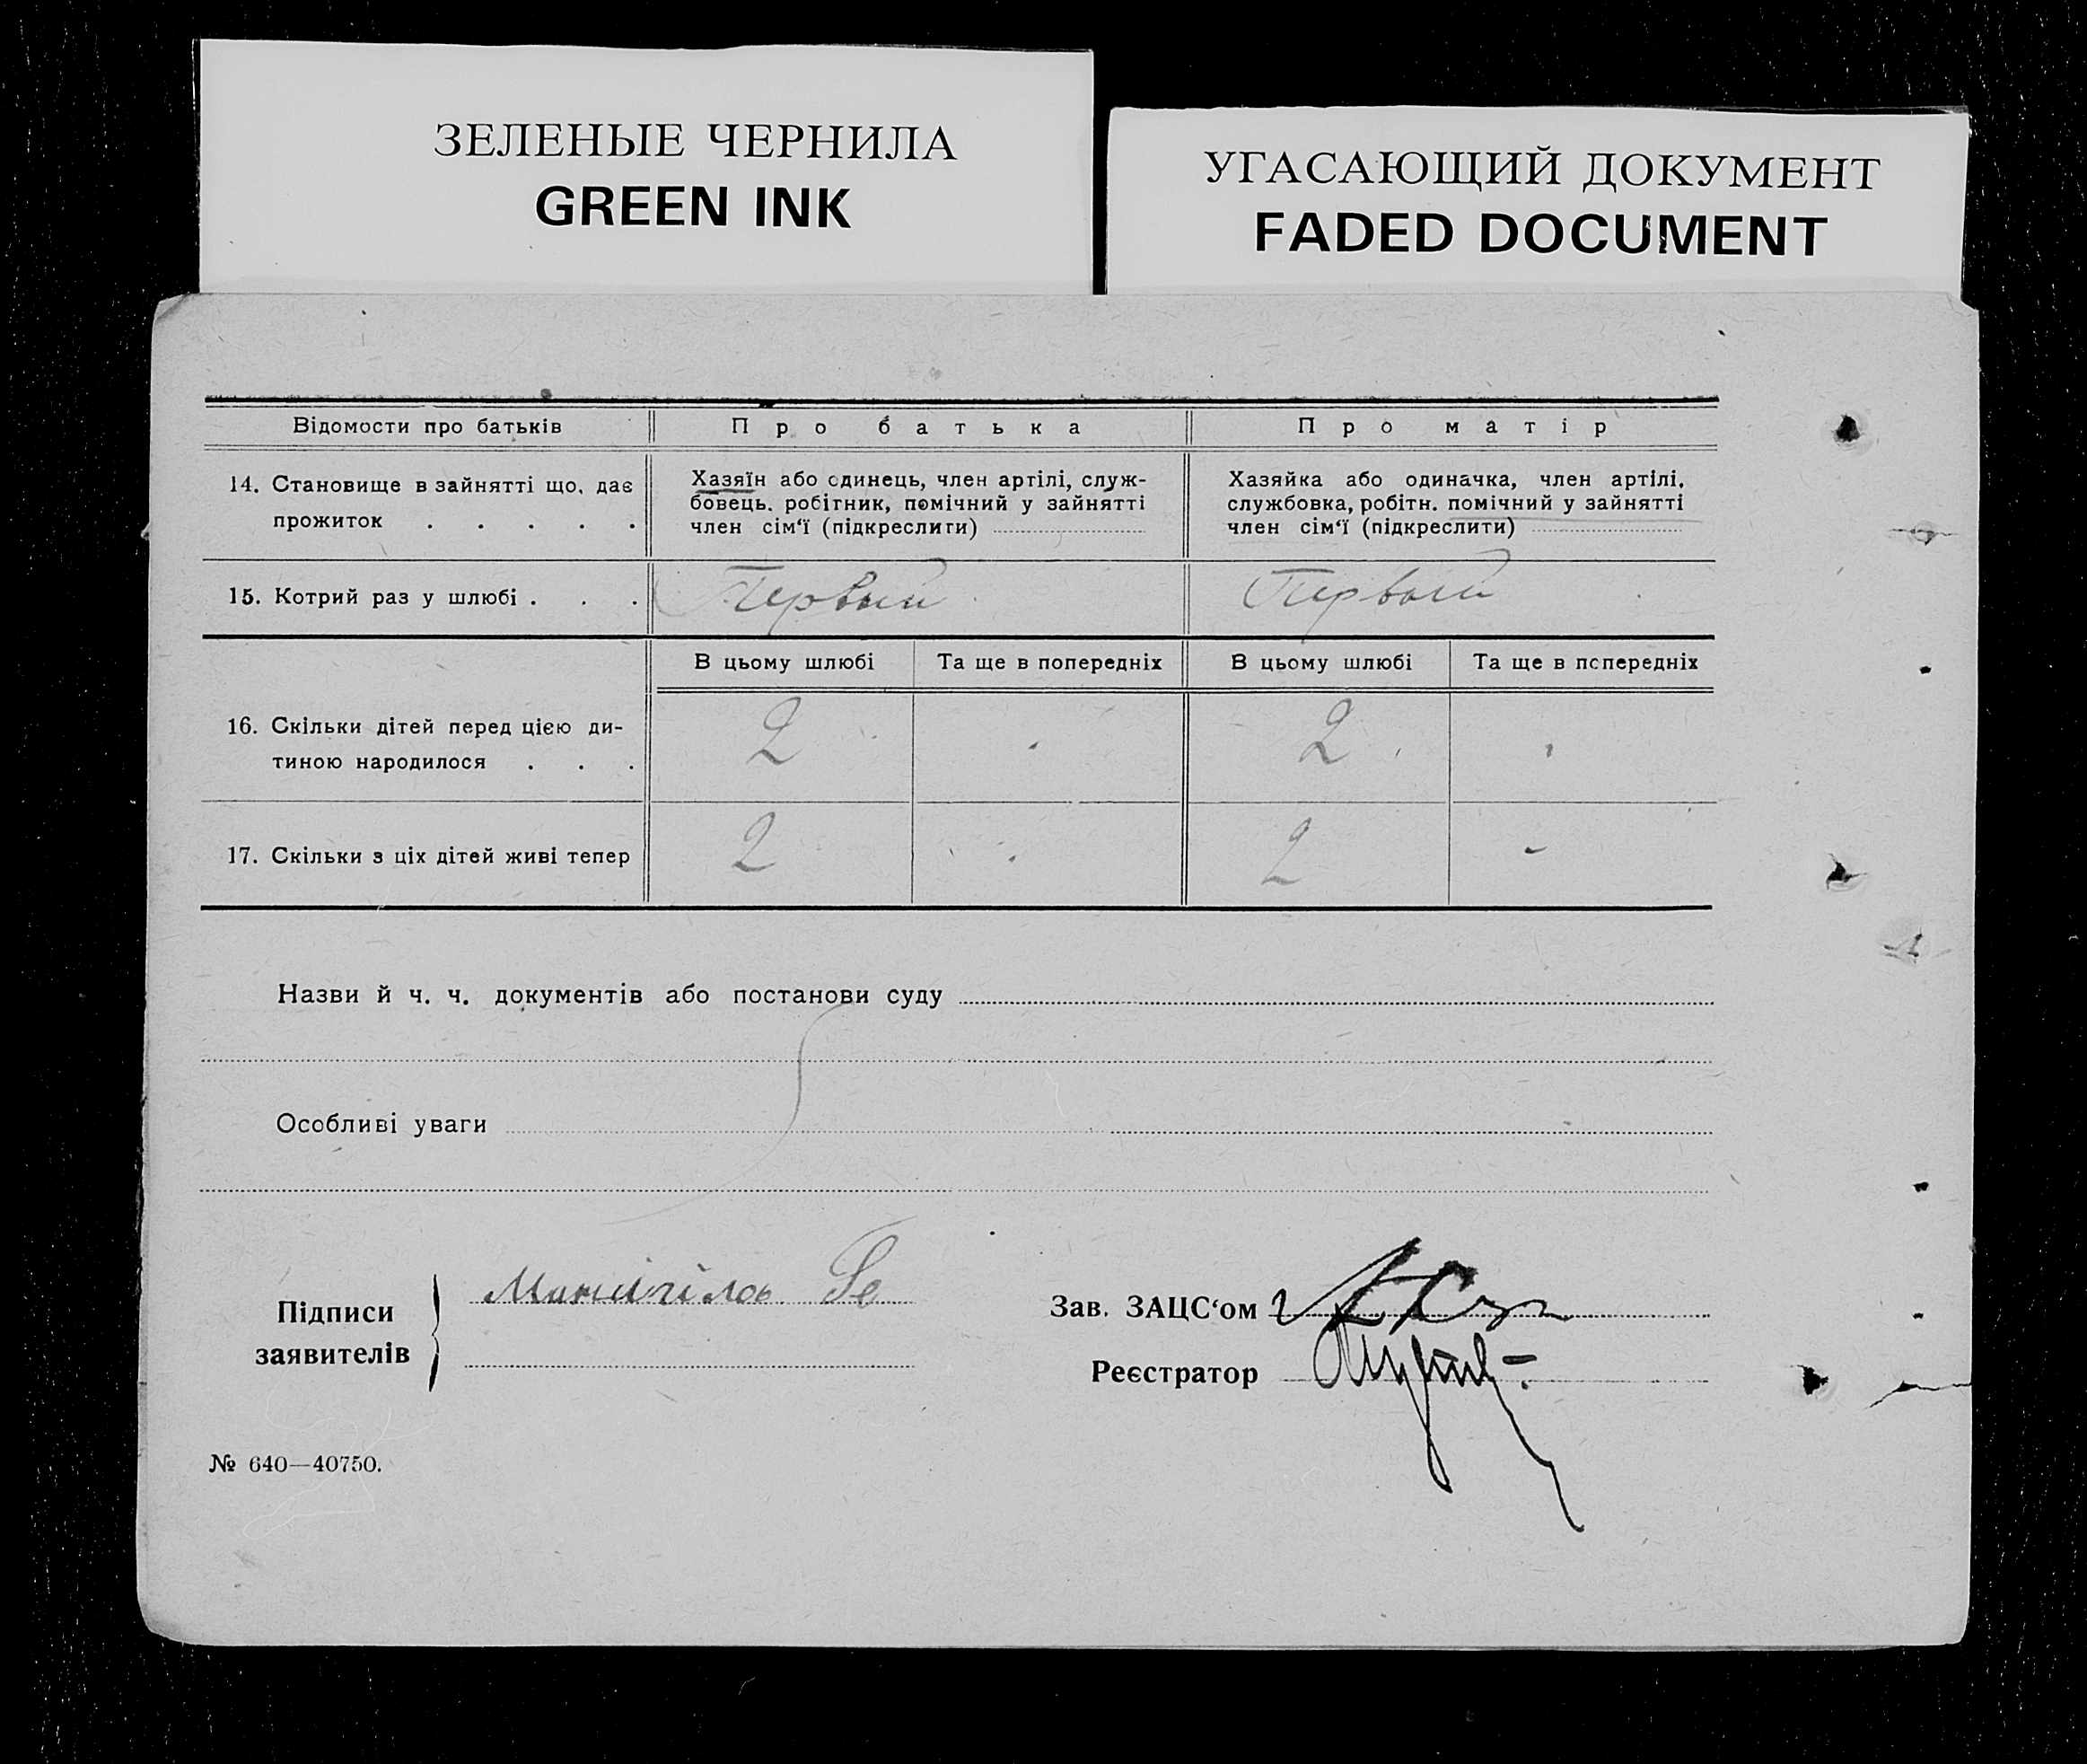 ЗЕЛЕНЫЕ ЧЕРНИЛА
GREEN INK
УГАСАЮЩИЙ ДОКУМЕНТ
FADED DOCUMENT
Відомости про батьків
Про батька
Про матір
14. Становище в зайнятті що, дає
прожиток . . . . .
Хазяїн або одинець, член артілі, служ-
бовець. робітник, помічний у зайнятті
член сім‘ї (підкреслити)
Хазяйка або одиначка, член артілі,
службовка, робітн. помічний у зайнятті
член сім‘ї (підкреслити)
15. Котрий раз у шлюбі . . .
Первый
Первый
В цьому шлюбі
Та ще в попередніх
В цьому шлюбі
Та ще в попередніх
16. Скільки дітей перед цією ди-
тиною народилося . . .
2
2
17. Скільки з ціх дітей живі тепер
2
2
-
Назви й ч. ч. документів або постанови суду
Особливі уваги
Підписи
заявителів
Зав. ЗАЦС‘ом
Реєстратор
№ 640—40750.